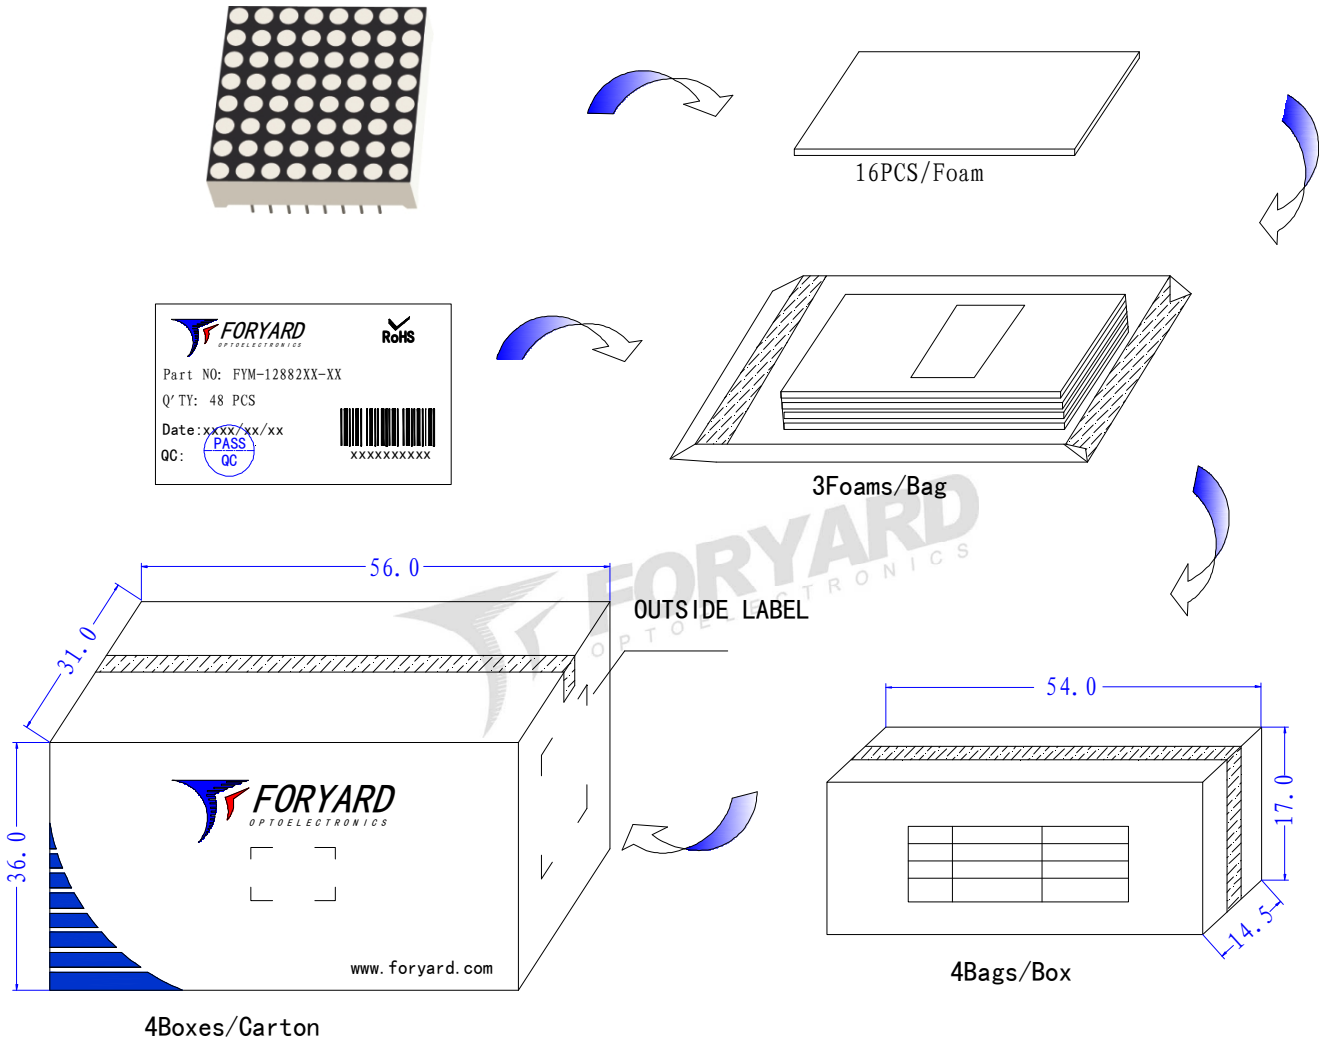 16PCS/Foam
FORYARD
OPTOELECTRONICS
RoHS
Part NO: FYM-12882XX-XX
Q'TY: 48 PCS
Date:xxxx/xx/xx
QC:
PASS
QC
xxxxxxxxxx
3Foams/Bag
FORYARD
OPTOELECTRONICS
56.0
31.0
OUTSIDE LABEL
36.0
FORYARD
OPTOELECTRONICS
www.foryard.com
4Boxes/Carton
54.0
17.0
14.5
4Bags/Box